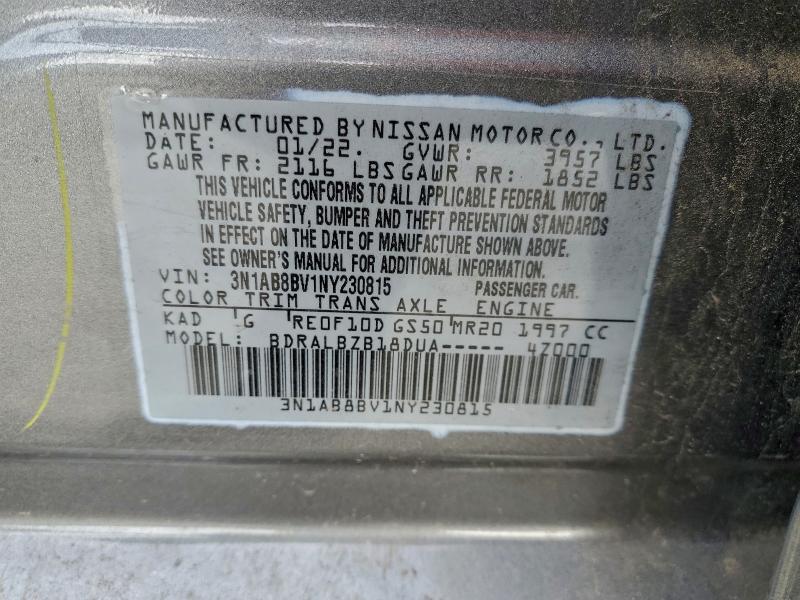 MANUFACTURED BY NISSAN MOTOR CO., LTD.
DATE: 01/22. GVWR: 3957 LBS
GAWR FR: 2116 LBS GAWR RR: 1852 LBS
THIS VEHICLE CONFORMS TO ALL APPLICABLE FEDERAL MOTOR
VEHICLE SAFETY, BUMPER AND THEFT PREVENTION STANDARDS
IN EFFECT ON THE DATE OF MANUFACTURE SHOWN ABOVE.
SEE OWNER'S MANUAL FOR ADDITIONAL INFORMATION.
VIN: 3N1AB8BV1NY230815 PASSENGER CAR.
COLOR TRIM TRANS AXLE ENGINE
KAD G RE0F10D GS50 MR20 1997 CC
MODEL: BDRALBZB18DUA----- 4Z000
3N1AB8BV1NY230815